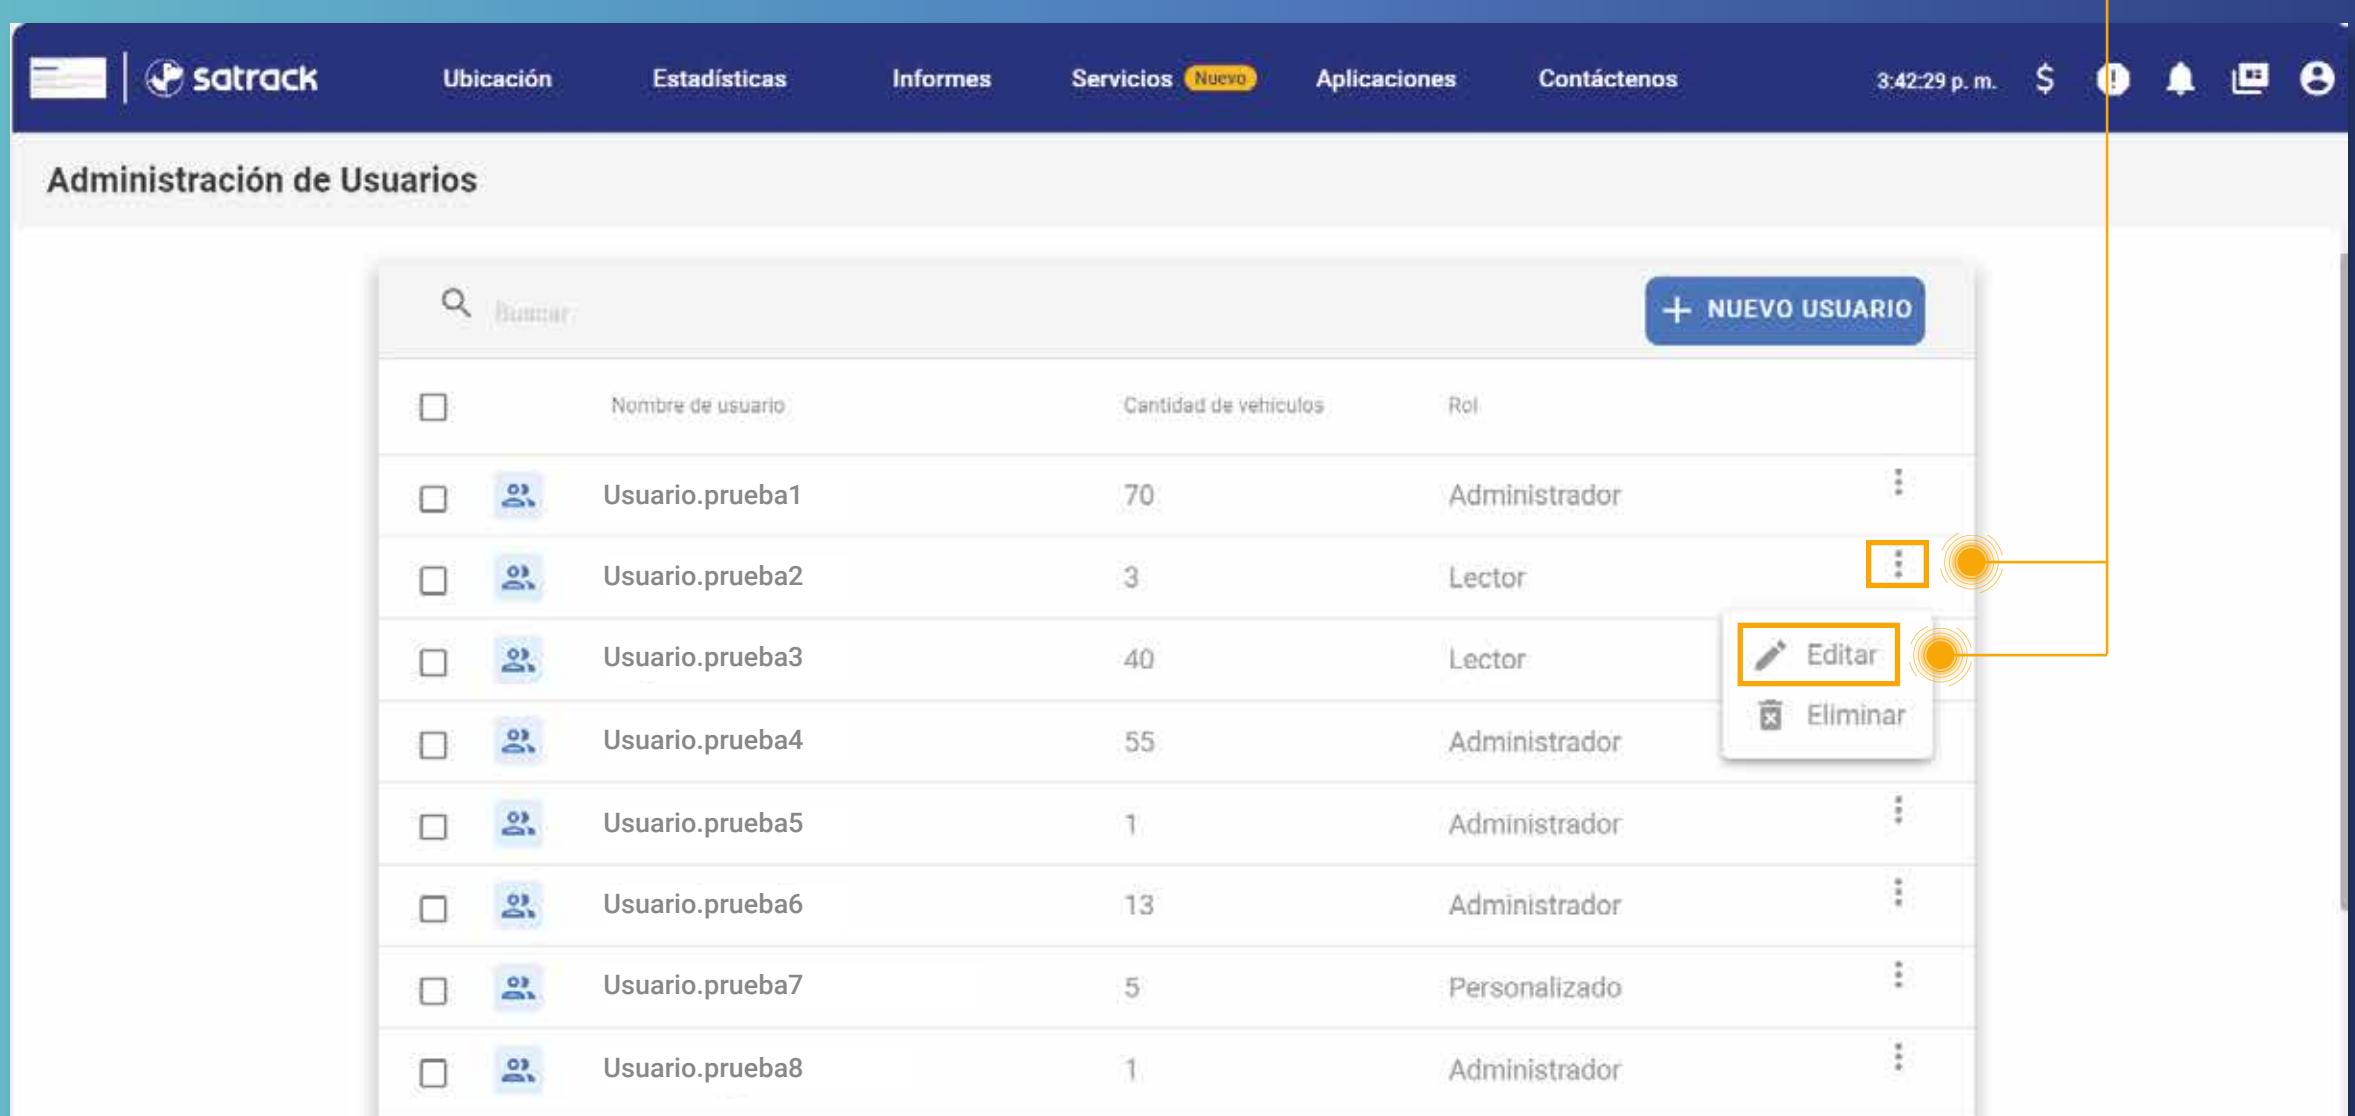 satrack Ubicación Estadísticas Informes Servicios Nuevo Aplicaciones Contáctenos 3:42:29 p. m.
Administración de Usuarios
Buscar + NUEVO USUARIO
Nombre de usuario Cantidad de vehículos Rol
Usuario.prueba1 70 Administrador
Usuario.prueba2 3 Lector
Usuario.prueba3 40 Lector
Editar
Eliminar
Usuario.prueba4 55 Administrador
Usuario.prueba5 1 Administrador
Usuario.prueba6 13 Administrador
Usuario.prueba7 5 Personalizado
Usuario.prueba8 1 Administrador